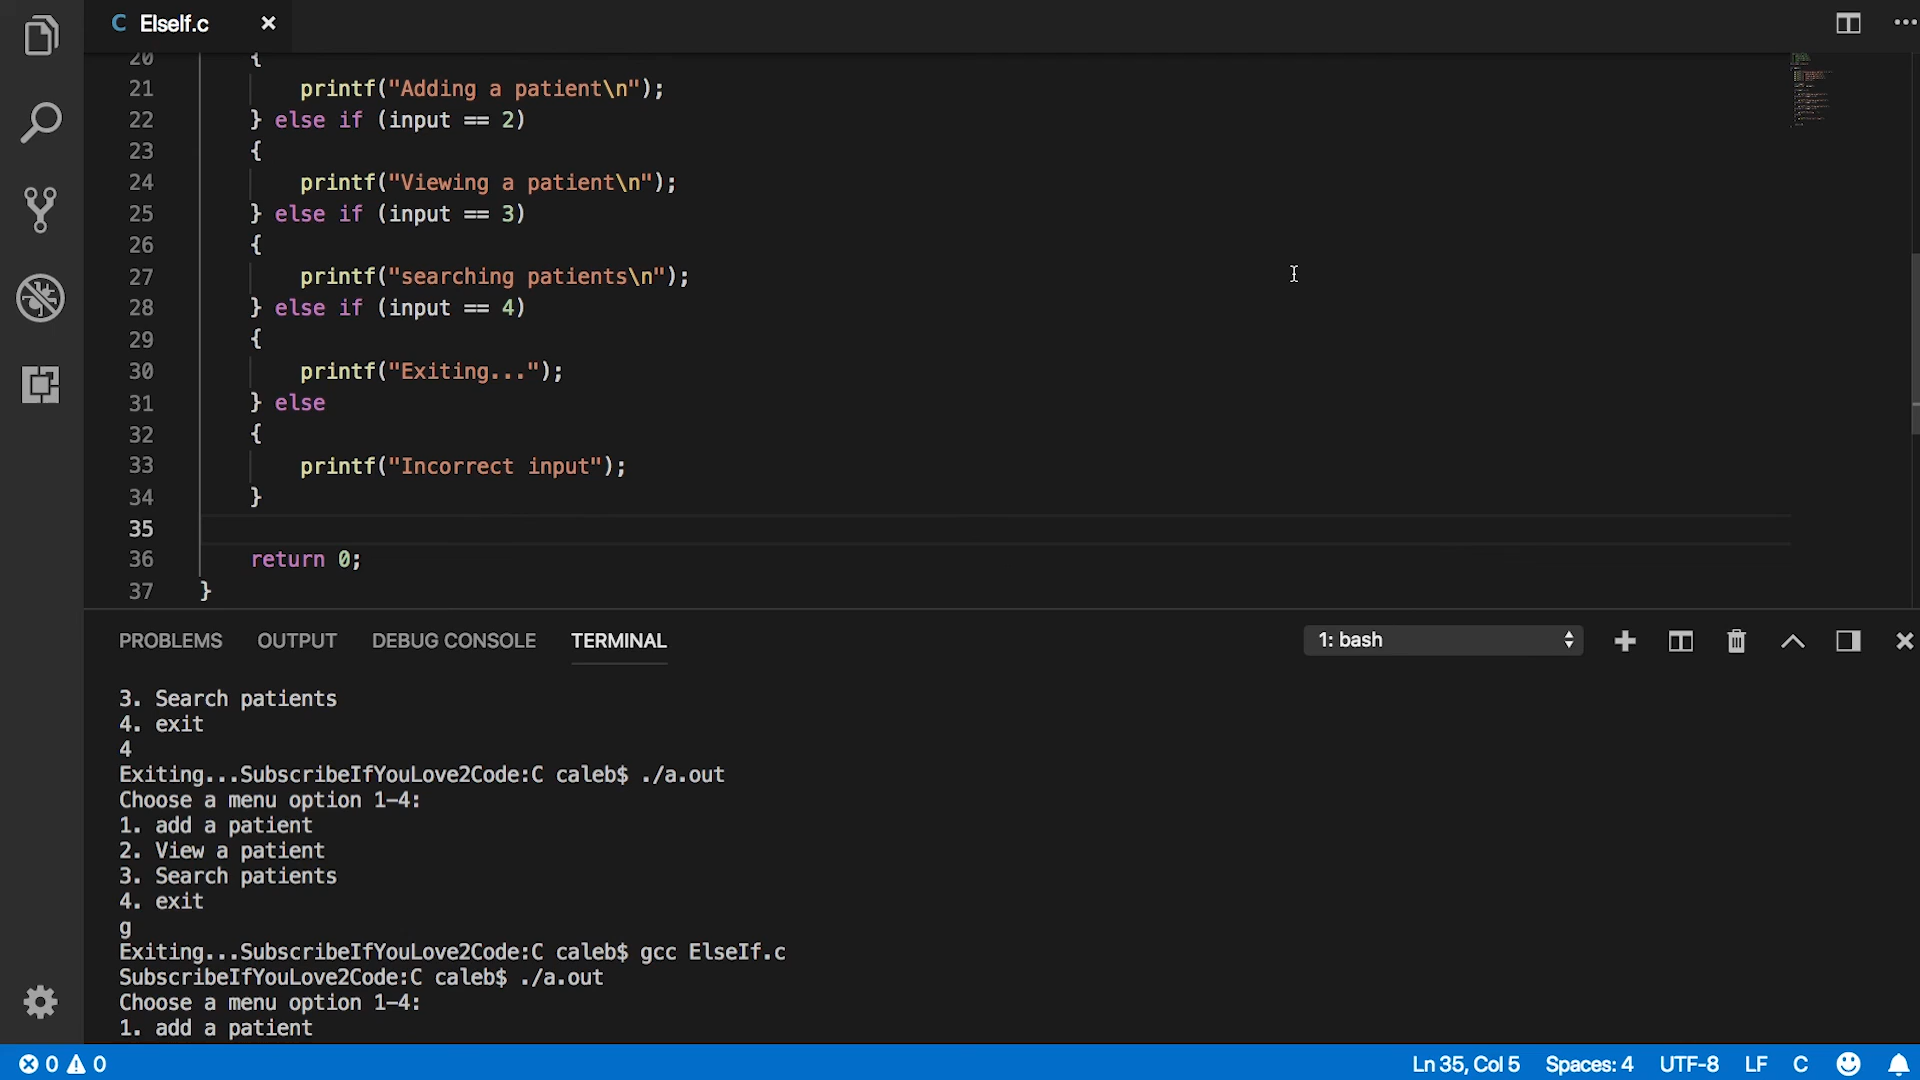 C ElseIf.c
20 {
21 printf("Adding a patient\n");
22 } else if (input == 2)
23 {
24 printf("Viewing a patient\n");
25 } else if (input == 3)
26 {
27 printf("searching patients\n");
28 } else if (input == 4)
29 {
30 printf("Exiting...");
31 } else
32 {
33 printf("Incorrect input");
34 }
35
36 return 0;
37 }
PROBLEMS OUTPUT DEBUG CONSOLE TERMINAL 1: bash
3. Search patients
4. exit
4
Exiting...SubscribeIfYouLove2Code:C caleb$ ./a.out
Choose a menu option 1-4:
1. add a patient
2. View a patient
3. Search patients
4. exit
g
Exiting...SubscribeIfYouLove2Code:C caleb$ gcc ElseIf.c
SubscribeIfYouLove2Code:C caleb$ ./a.out
Choose a menu option 1-4:
1. add a patient
0 0 Ln 35, Col 5 Spaces: 4 UTF-8 LF C